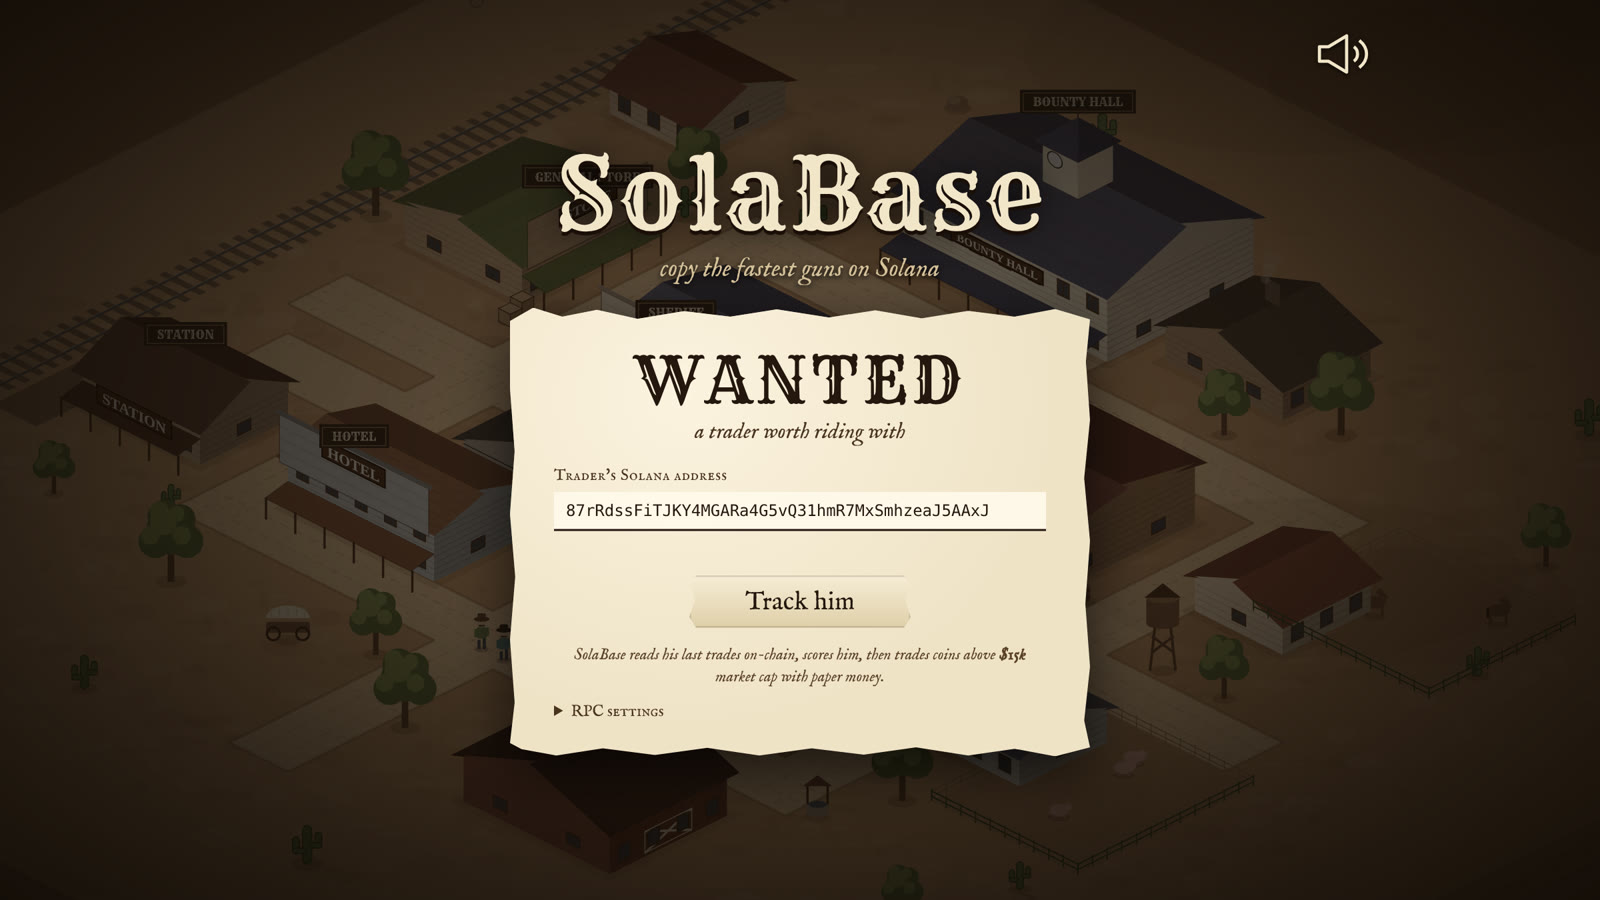 BOUNTY HALL
SolaBase
copy the fastest guns on Solana
BOUNTY HALL
STATION
STATION
HOTEL
HOTEL
WANTED
a trader worth riding with
Trader's Solana address
87rRdssFiTJKY4MGARa4G5vQ31hmR7MxSmhzeaJ5AAxJ
Track him
SolaBase reads his last trades on-chain, scores him, then trades coins above $15k
market cap with paper money.
RPC settings